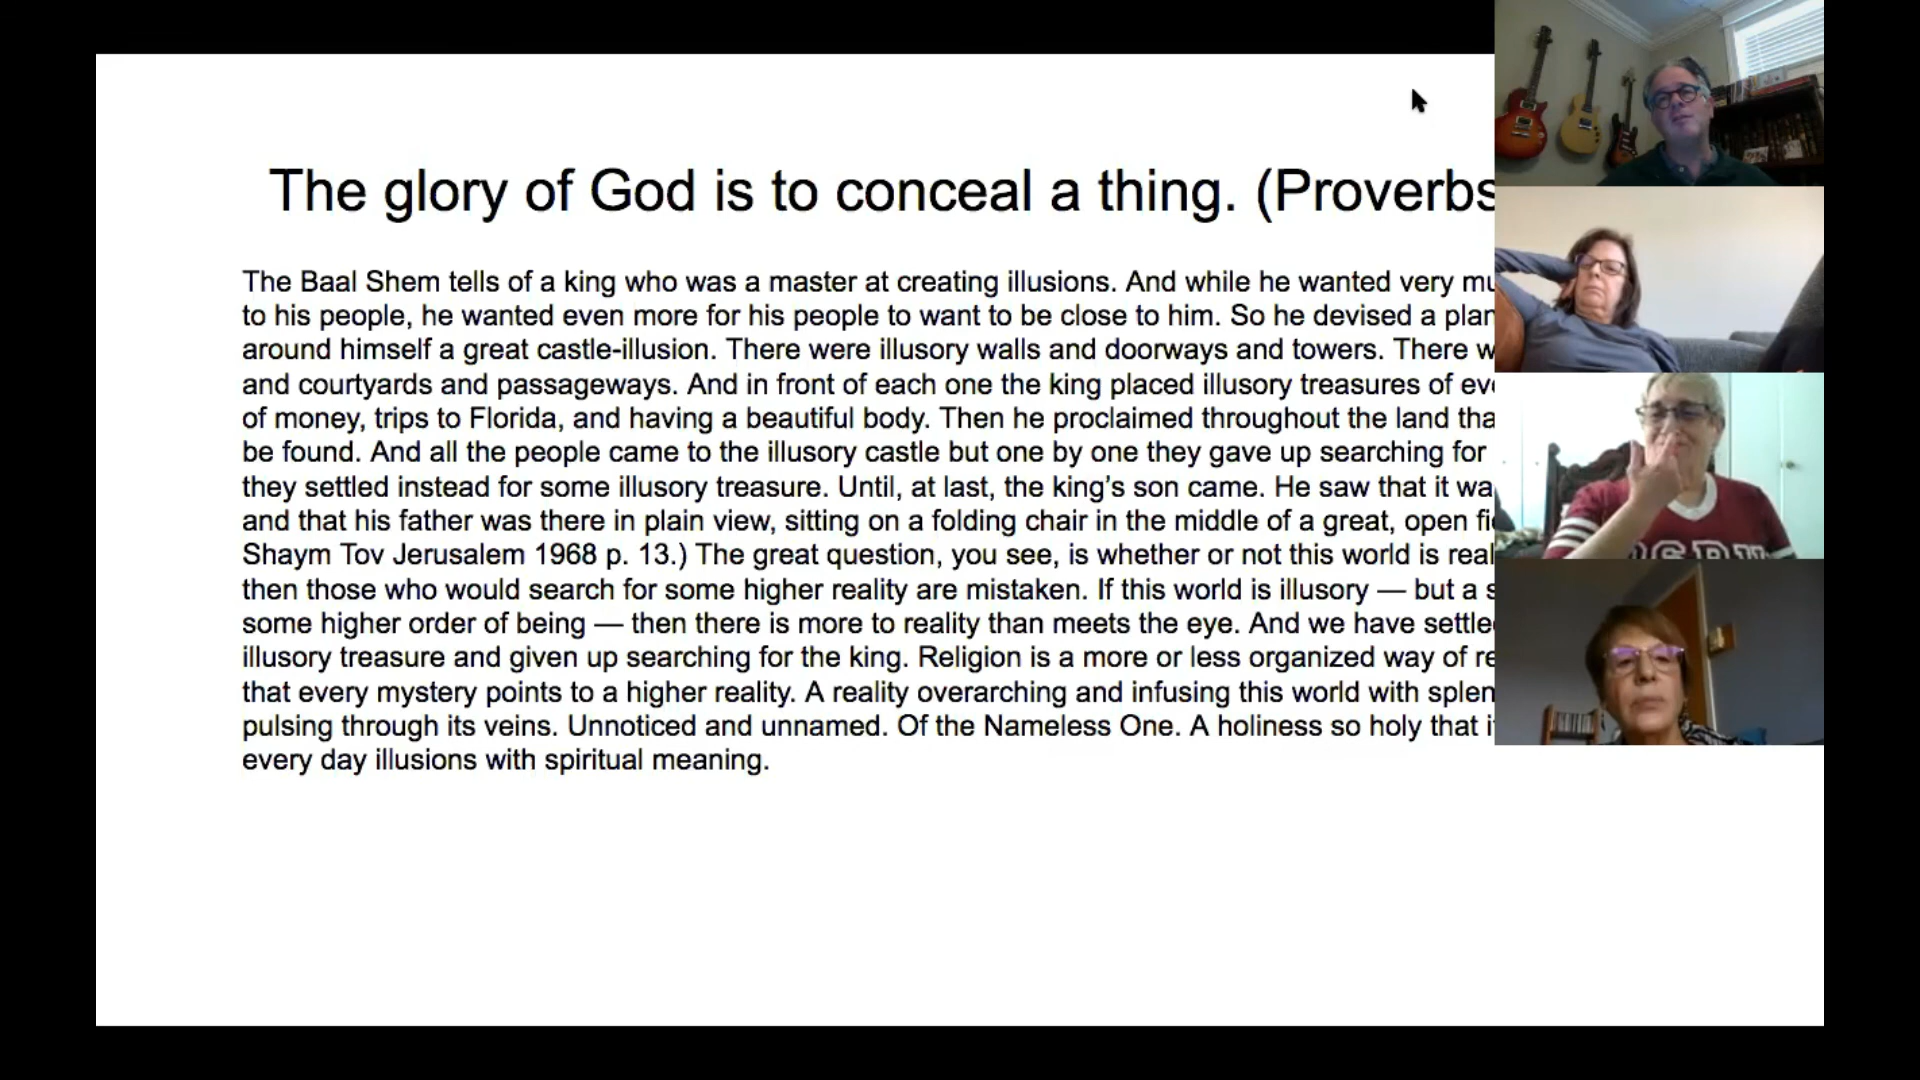 The glory of God is to conceal a thing. (Proverbs
The Baal Shem tells of a king who was a master at creating illusions. And while he wanted very
to his people, he wanted even more for his people to want to be close to him. So he devised a plan
around himself a great castle-illusion. There were illusory walls and doorways and towers. There
and courtyards and passageways. And in front of each one the king placed illusory treasures of
of money, trips to Florida, and having a beautiful body. Then he proclaimed throughout the land
be found. And all the people came to the illusory castle but one by one they gave up searching for
they settled instead for some illusory treasure. Until, at last, the king's son came. He saw that it
and that his father was there in plain view, sitting on a folding chair in the middle of a great, open
Shaym Tov Jerusalem 1968 p. 13.) The great question, you see, is whether or not this world is real
then those who would search for some higher reality are mistaken. If this world is illusory — but a
some higher order of being — then there is more to reality than meets the eye. And we have
illusory treasure and given up searching for the king. Religion is a more or less organized way of
that every mystery points to a higher reality. A reality overarching and infusing this world with
pulsing through its veins. Unnoticed and unnamed. Of the Nameless One. A holiness so holy that
every day illusions with spiritual meaning.